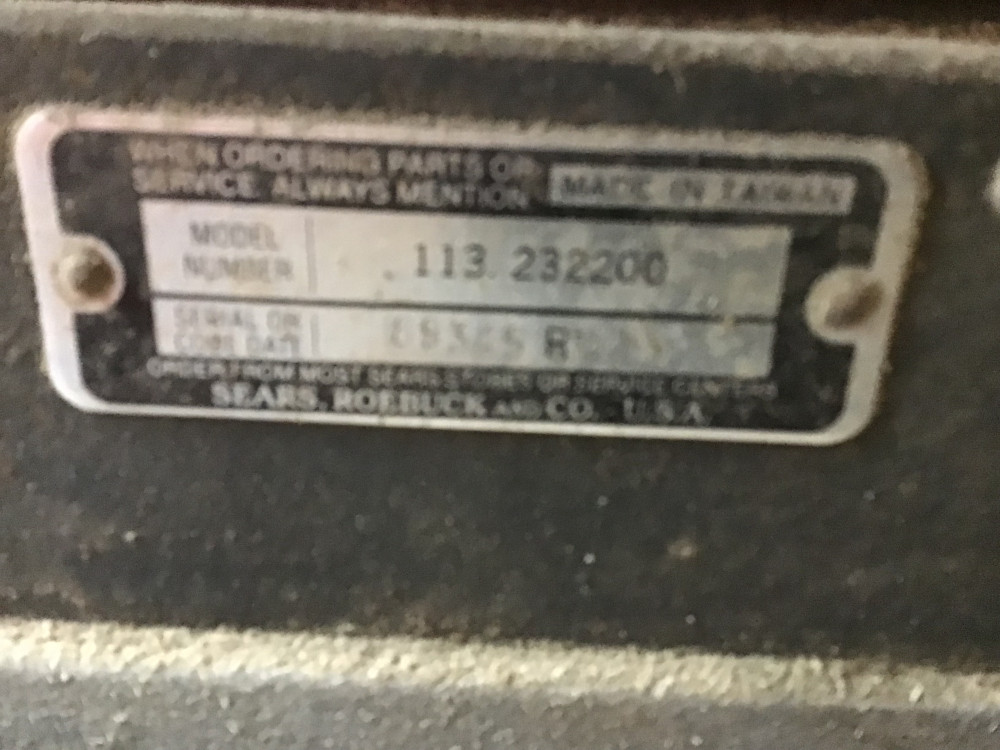 WHEN ORDERING PARTS OR
SERVICE ALWAYS MENTION
MADE IN TAIWAN
MODEL
NUMBER
113.232200
SERIAL OR
CODE DATE
R
ORDER FROM MOST SEARS STORES OR SERVICE CENTERS
SEARS, ROEBUCK AND CO. U.S.A.